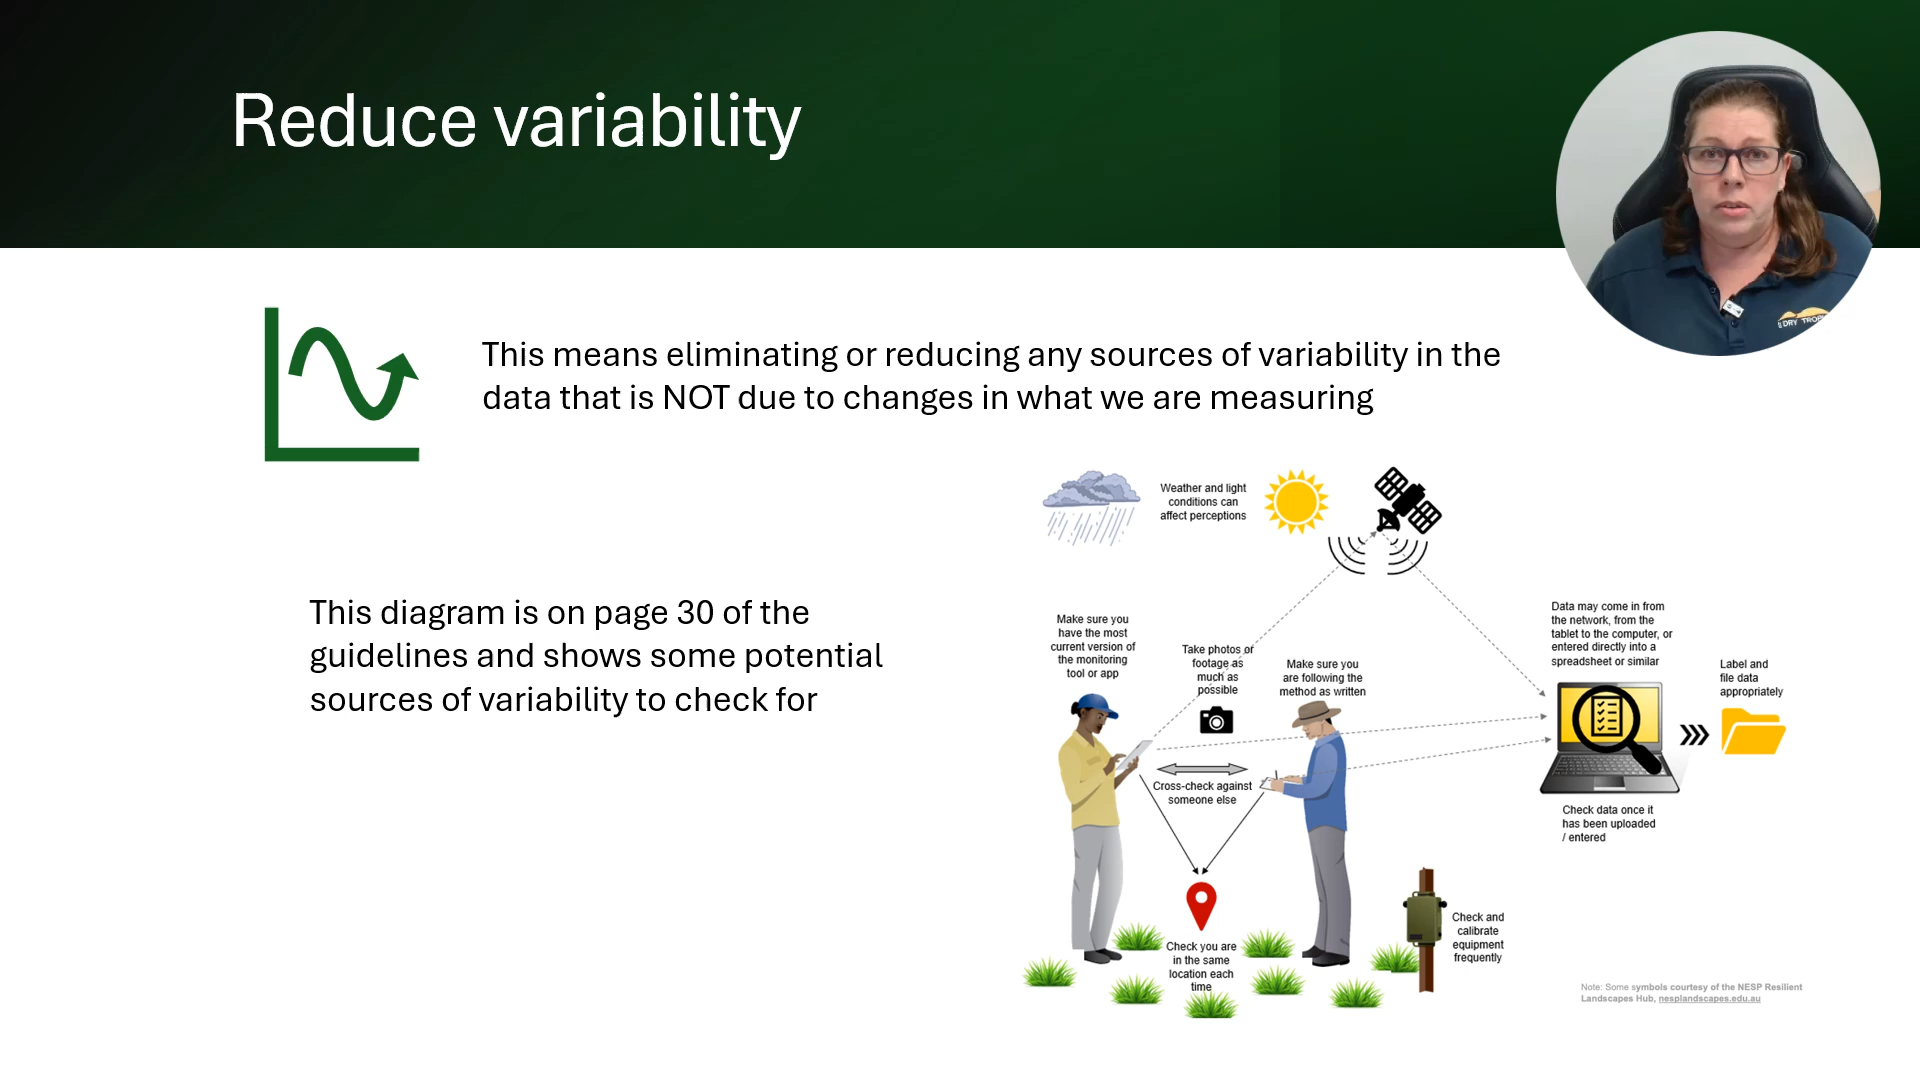 Reduce variability
This means eliminating or reducing any sources of variability in the
data that is NOT due to changes in what we are measuring
This diagram is on page 30 of the
guidelines and shows some potential
sources of variability to check for
Weather and light
conditions can
affect perceptions
Make sure you
have the most
current version of
the monitoring
tool or app
Take photos or
footage as
much as
possible
Make sure you
are following the
method as written
Data may come in from
the network, from the
tablet to the computer, or
entered directly into a
spreadsheet or similar
Label and
file data
appropriately
Cross-check against
someone else
Check data once it
has been uploaded
/ entered
Check you are
in the same
location each
time
Check and
calibrate
equipment
frequently
Note: Some symbols courtesy of the NESP Resilient
Landscapes Hub, nesplandscapes.edu.au
DRY